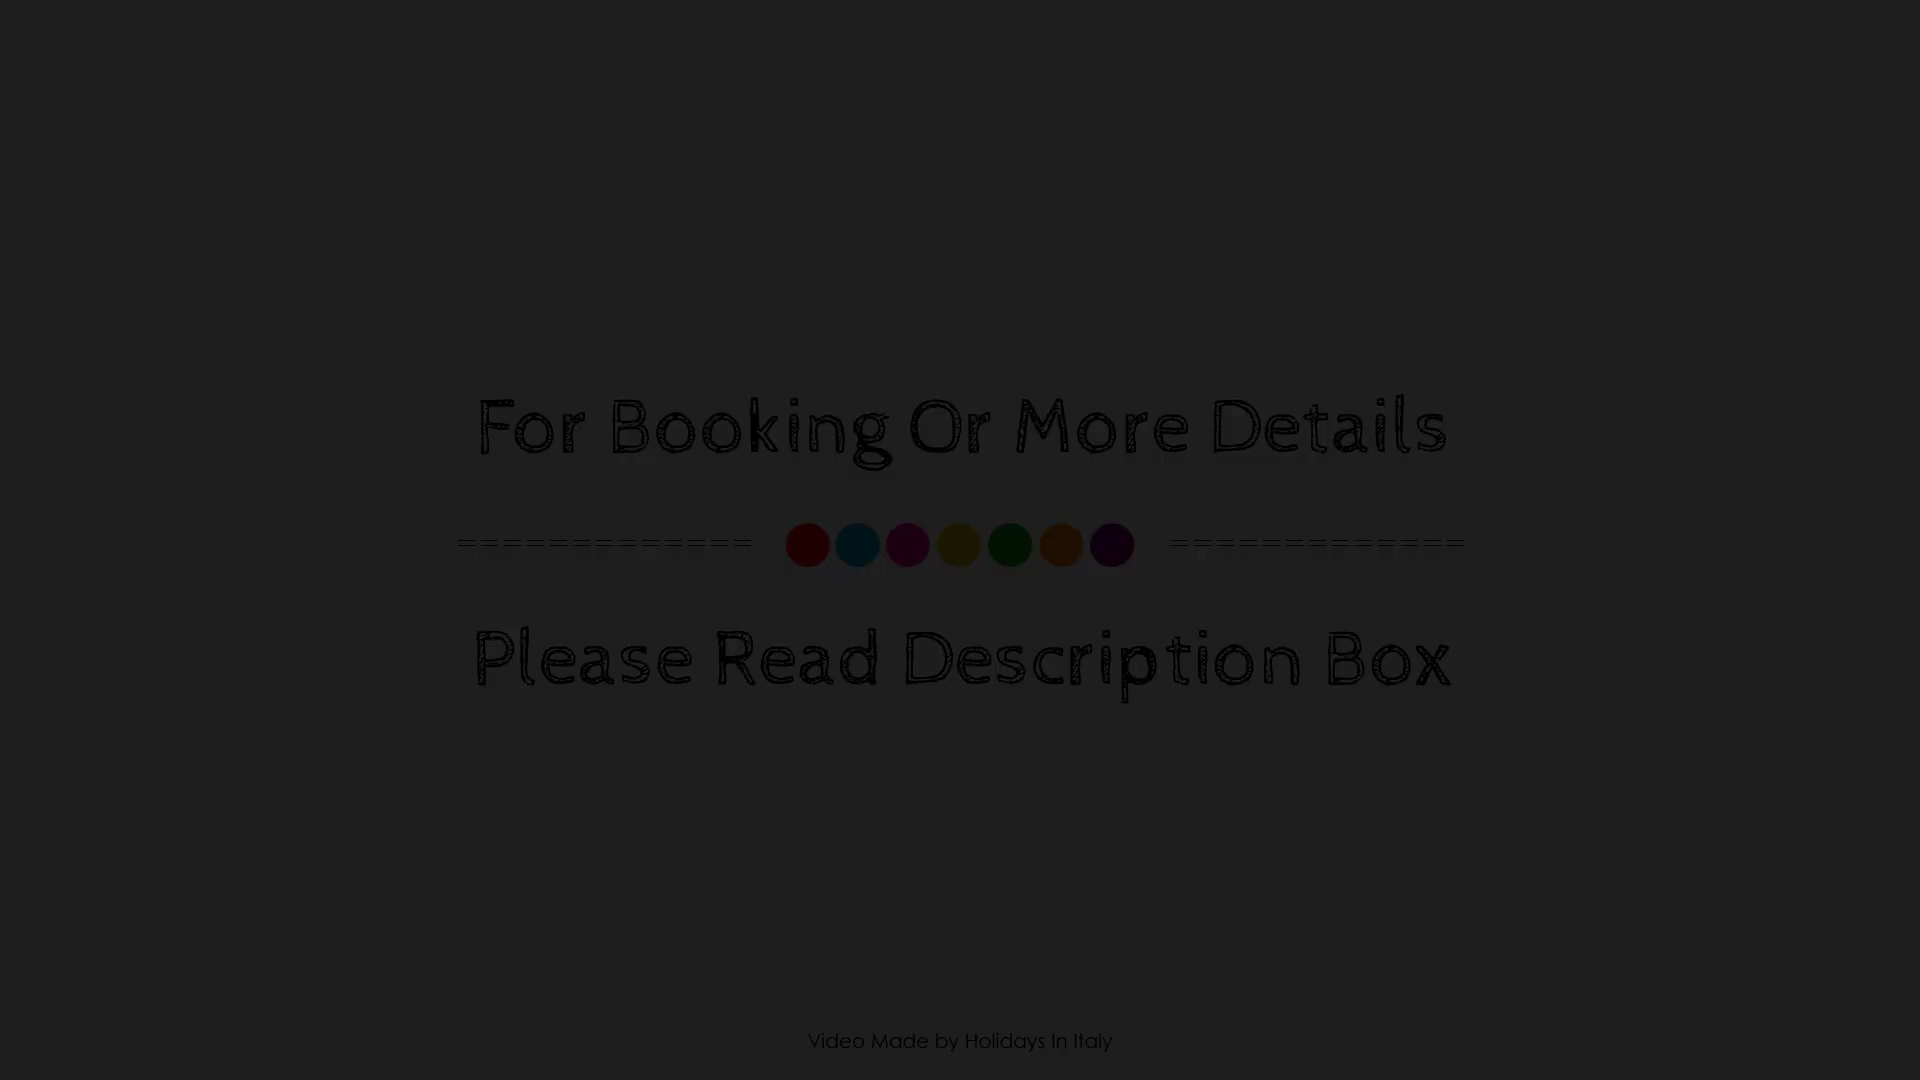 For Booking Or More Details
============= =============
Please Read Description Box
Video Made by Holidays In Italy